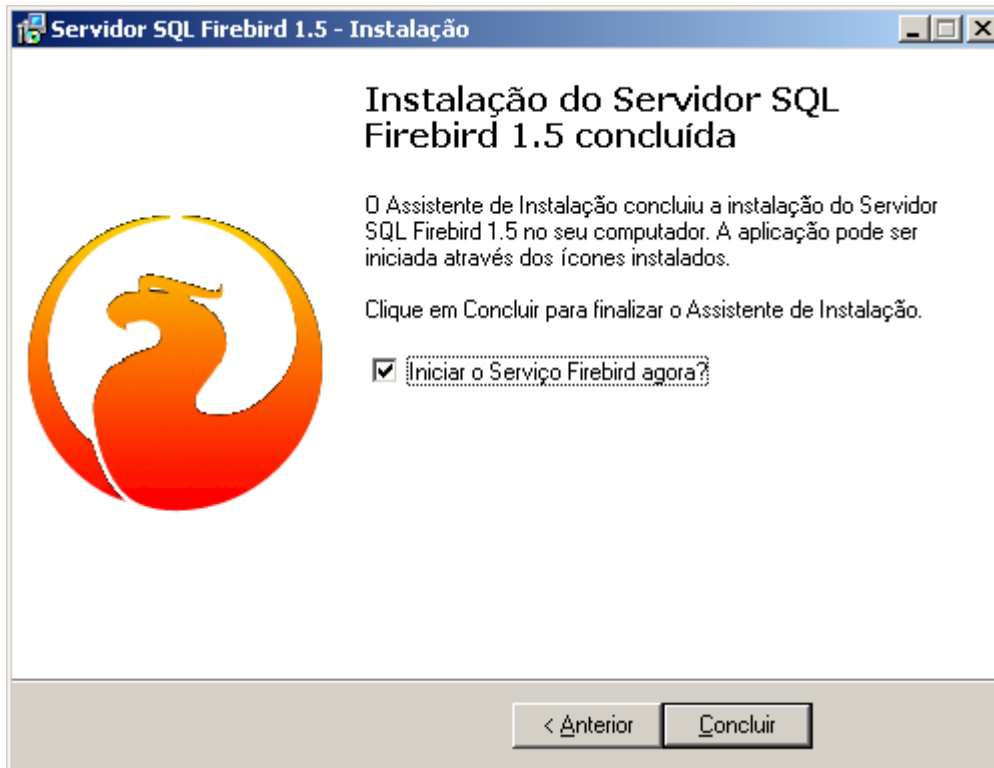 Servidor SQL Firebird 1.5 - Instalação
Instalação do Servidor SQL
Firebird 1.5 concluída
O Assistente de Instalação concluiu a instalação do Servidor
SQL Firebird 1.5 no seu computador. A aplicação pode ser
iniciada através dos ícones instalados.
Clique em Concluir para finalizar o Assistente de Instalação.
Iniciar o Serviço Firebird agora?
< Anterior
Concluir